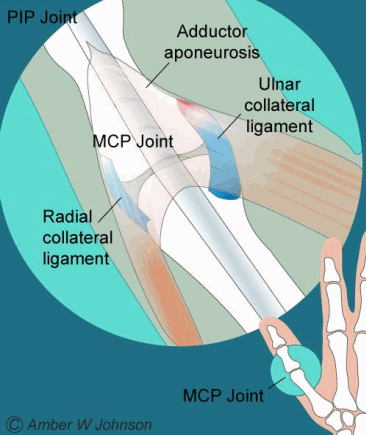 PIP Joint
Adductor
aponeurosis
Ulnar
collateral
ligament
MCP Joint
Radial
collateral
ligament
MCP Joint
© Amber W Johnson